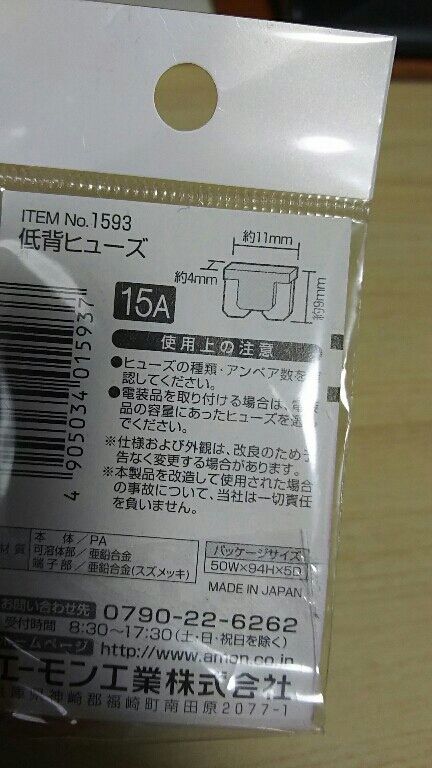 ITEM No.1593
低背ヒューズ
約11mm
約4mm
約9mm
15A
使用上の注意
●ヒューズの種類・アンペア数を
認してください。
●電装品を取り付ける場合は、電装
品の容量にあったヒューズを選
でください。
※仕様および外観は、改良のため予
告なく変更する場合があります。
※本製品を改造して使用された場合
の事故について、当社は一切責任
を負いません。
4 905034 015937
材質
本体/PA
可溶体部/亜鉛合金
端子部/亜鉛合金(スズメッキ)
パッケージサイズ
50W×94H×5D
MADE IN JAPAN
お問い合わせ先 0790-22-6262
受付時間 8:30～17:30(土・日・祝日を除く)
ホームページ http://www.amon.co.jp
エーモン工業株式会社
兵庫県神崎郡福崎町南田原2077-1